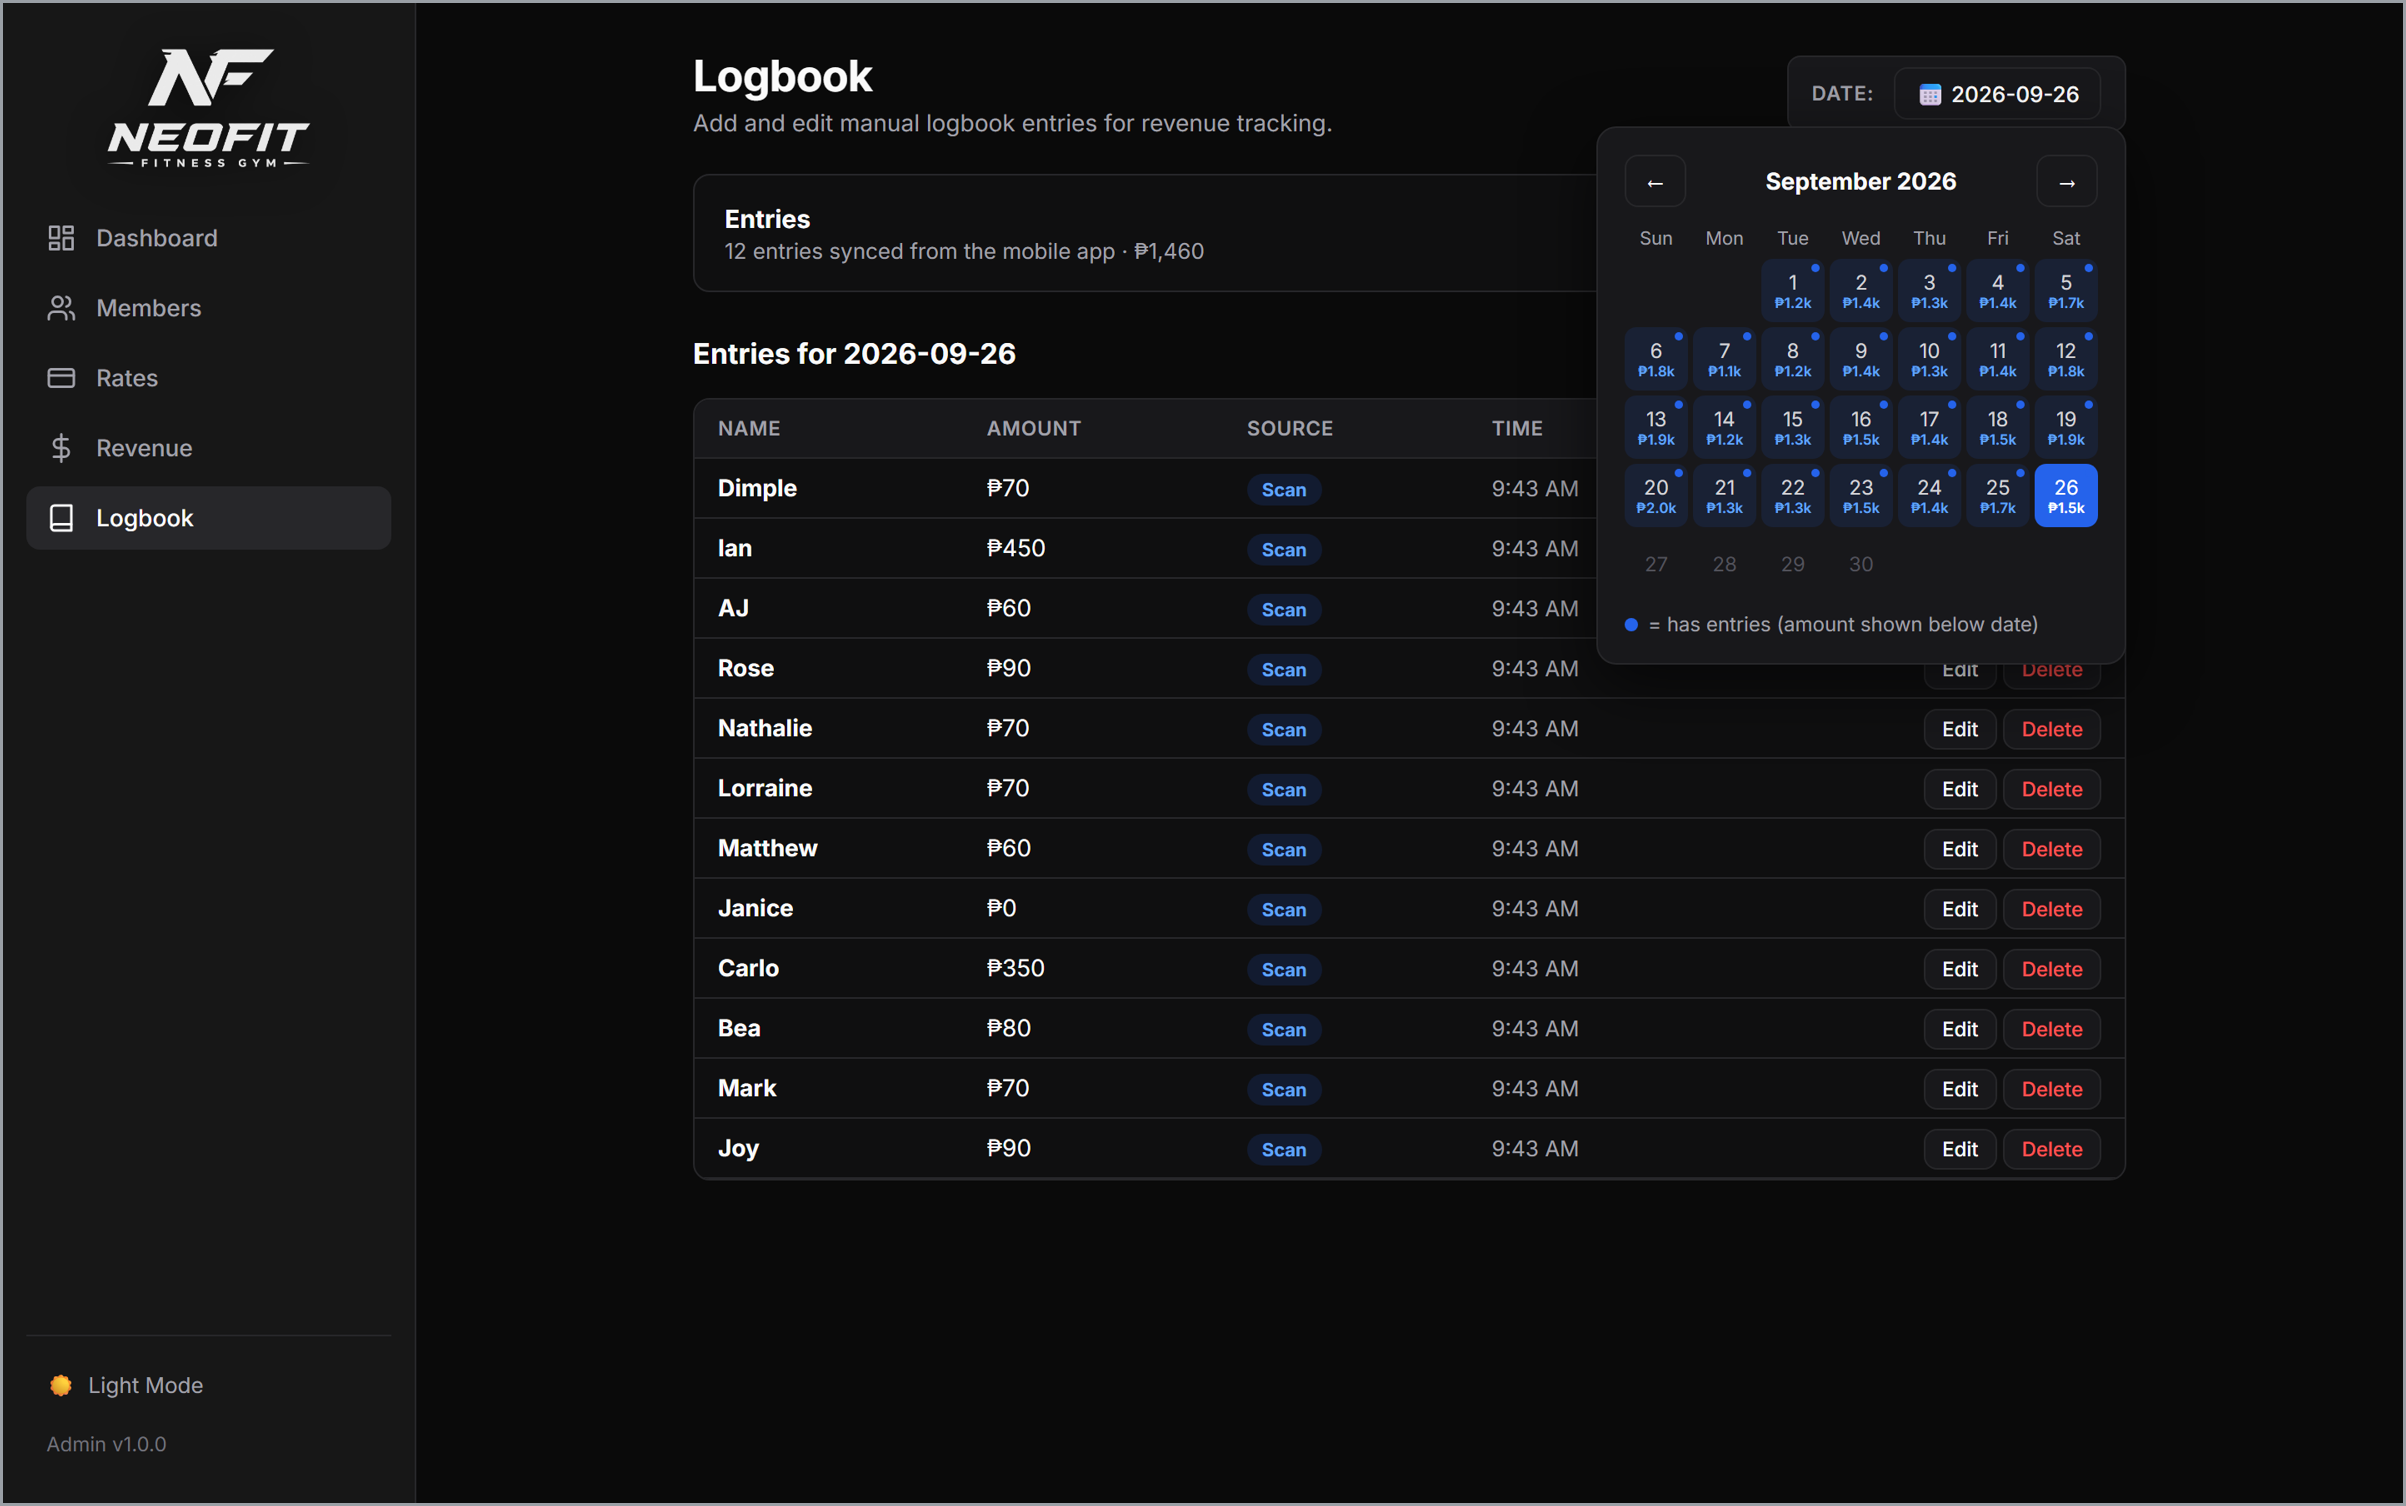 NF
NEOFIT
FITNESS GYM
Dashboard
Members
Rates
Revenue
Logbook
Light Mode
Admin v1.0.0
Logbook
Add and edit manual logbook entries for revenue tracking.
DATE: 2026-09-26
Entries
12 entries synced from the mobile app · ₱1,460
Entries for 2026-09-26
NAME AMOUNT SOURCE TIME
Dimple ₱70 Scan 9:43 AM
Ian ₱450 Scan 9:43 AM
AJ ₱60 Scan 9:43 AM
Rose ₱90 Scan 9:43 AM Edit Delete
Nathalie ₱70 Scan 9:43 AM Edit Delete
Lorraine ₱70 Scan 9:43 AM Edit Delete
Matthew ₱60 Scan 9:43 AM Edit Delete
Janice ₱0 Scan 9:43 AM Edit Delete
Carlo ₱350 Scan 9:43 AM Edit Delete
Bea ₱80 Scan 9:43 AM Edit Delete
Mark ₱70 Scan 9:43 AM Edit Delete
Joy ₱90 Scan 9:43 AM Edit Delete
← September 2026 →
Sun Mon Tue Wed Thu Fri Sat
1 2 3 4 5
₱1.2k ₱1.4k ₱1.3k ₱1.4k ₱1.7k
6 7 8 9 10 11 12
₱1.8k ₱1.1k ₱1.2k ₱1.4k ₱1.3k ₱1.4k ₱1.8k
13 14 15 16 17 18 19
₱1.9k ₱1.2k ₱1.3k ₱1.5k ₱1.4k ₱1.5k ₱1.9k
20 21 22 23 24 25 26
₱2.0k ₱1.3k ₱1.3k ₱1.5k ₱1.4k ₱1.7k ₱1.5k
27 28 29 30
= has entries (amount shown below date)